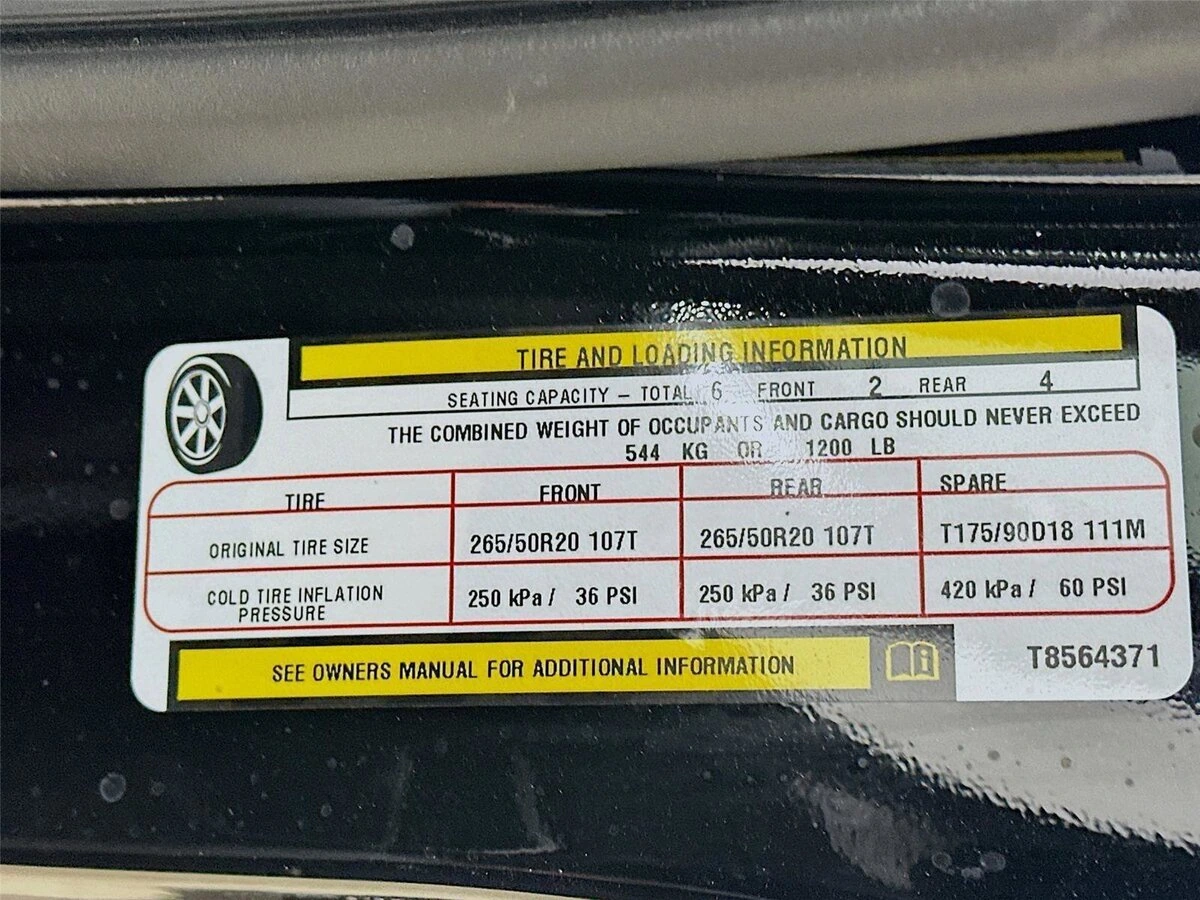 TIRE AND LOADING INFORMATION
SEATING CAPACITY – TOTAL 6 FRONT 2 REAR 4
THE COMBINED WEIGHT OF OCCUPANTS AND CARGO SHOULD NEVER EXCEED
544 KG OR 1200 LB
TIRE FRONT REAR SPARE
ORIGINAL TIRE SIZE 265/50R20 107T 265/50R20 107T T175/90D18 111M
COLD TIRE INFLATION
PRESSURE 250 kPa / 36 PSI 250 kPa / 36 PSI 420 kPa / 60 PSI
SEE OWNERS MANUAL FOR ADDITIONAL INFORMATION
T8564371